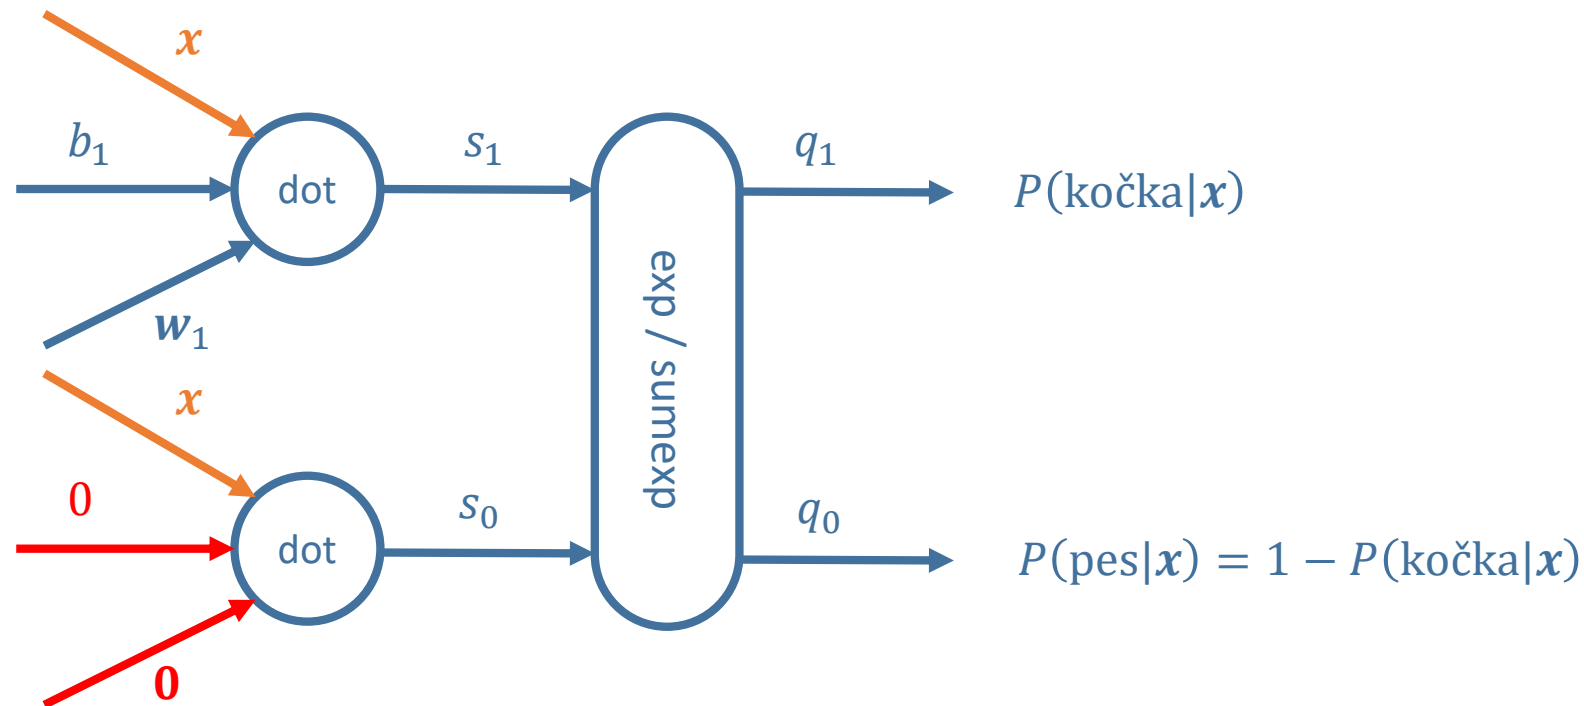 x
b₁
dot
s₁
q₁
P(kočka|x)
w₁
exp / sumexp
x
0
dot
s₀
q₀
P(pes|x) = 1 − P(kočka|x)
0